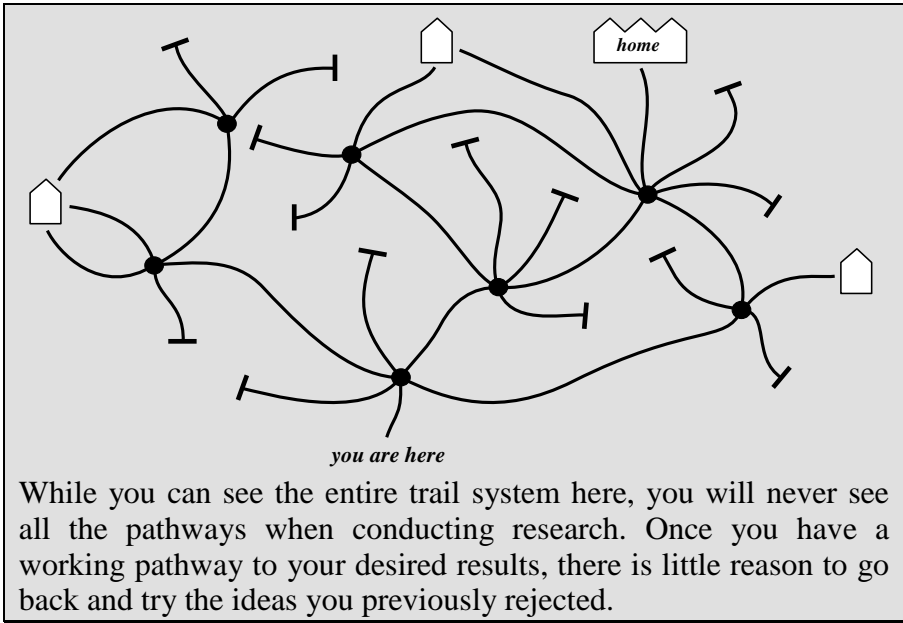 home
you are here
While you can see the entire trail system here, you will never see
all the pathways when conducting research. Once you have a
working pathway to your desired results, there is little reason to go
back and try the ideas you previously rejected.